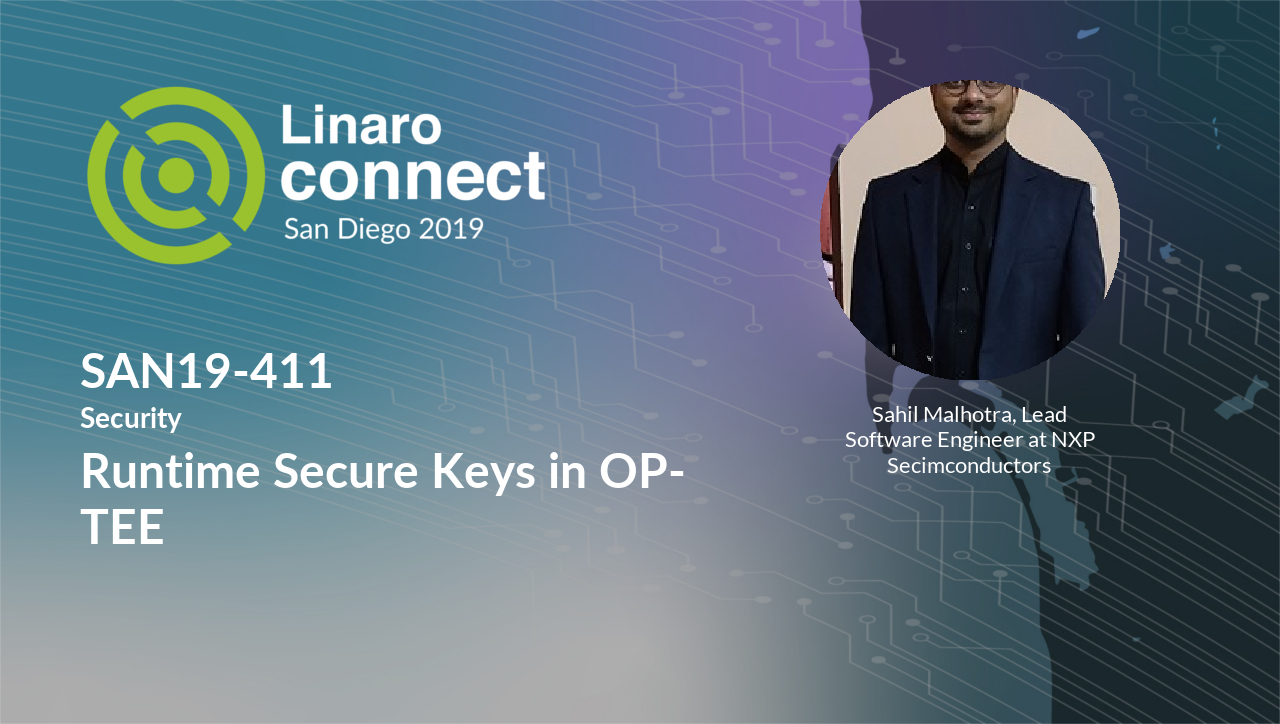 Linaro
connect
San Diego 2019
SAN19-411
Security
Runtime Secure Keys in OP-
TEE
Sahil Malhotra, Lead
Software Engineer at NXP
Secimconductors